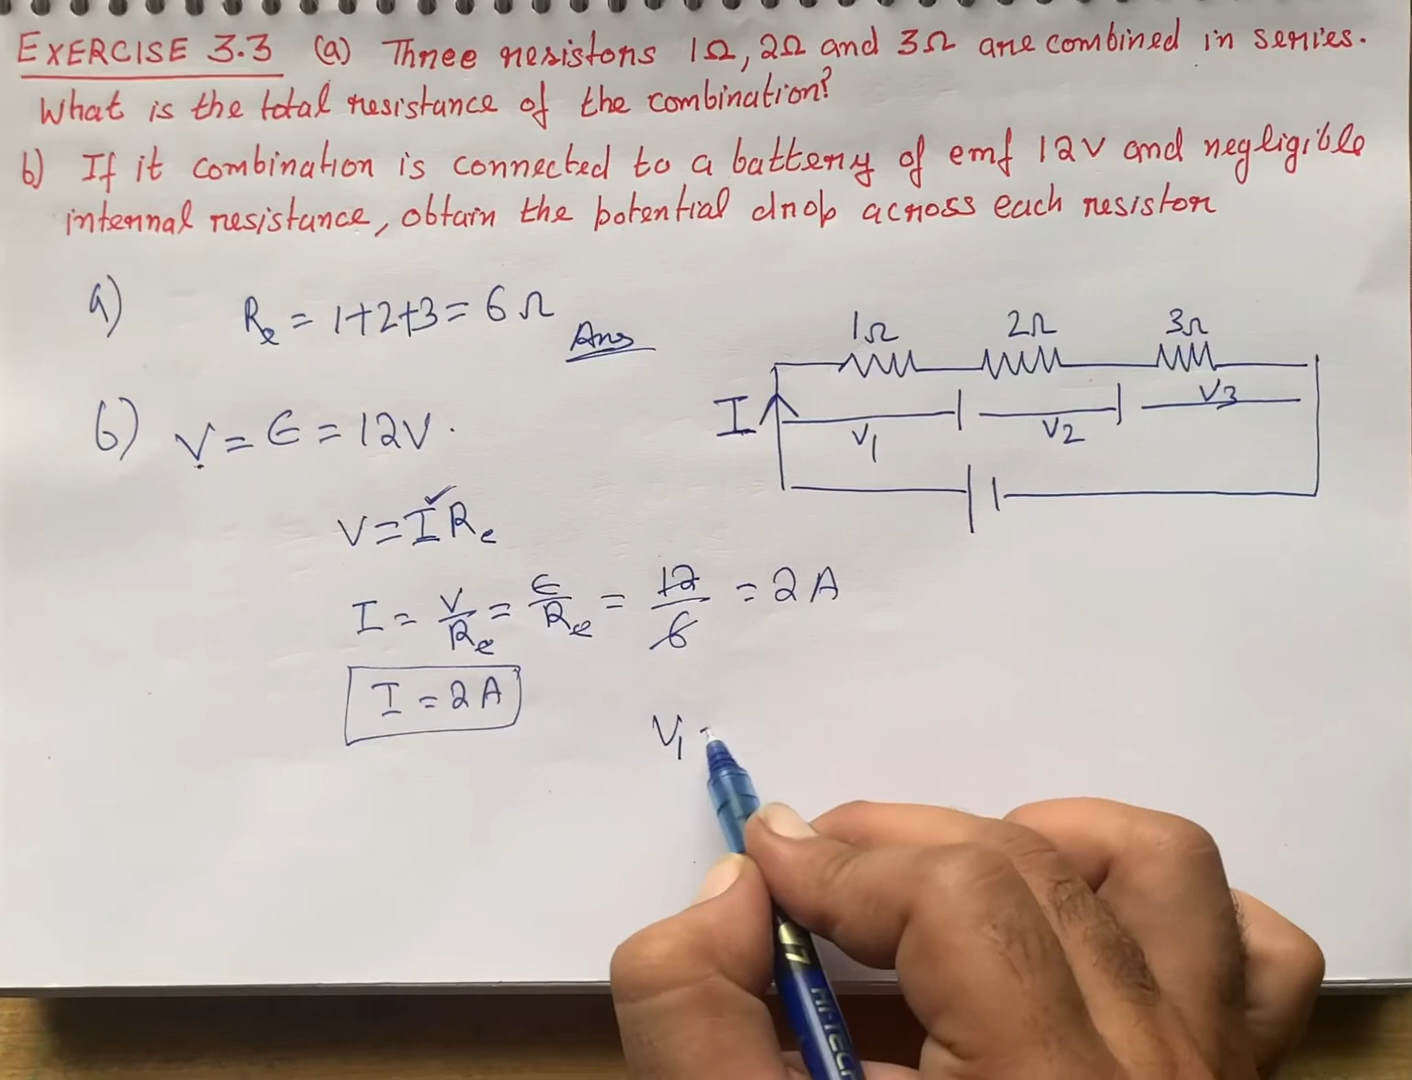 EXERCISE 3.3 (a) Three resistors 1Ω, 2Ω and 3Ω are combined in series.
What is the total resistance of the combination?
b) If it combination is connected to a battery of emf 12V and negligible
internal resistance, obtain the potential drop across each resistor
a) Re = 1+2+3 = 6Ω Ans
1Ω 2Ω 3Ω
I V1 V2 V3
b) V = ε = 12V.
V = IRe
I = V/Re = ε/Re = 12/6 = 2A
I = 2A
V1 =
HI-TECH